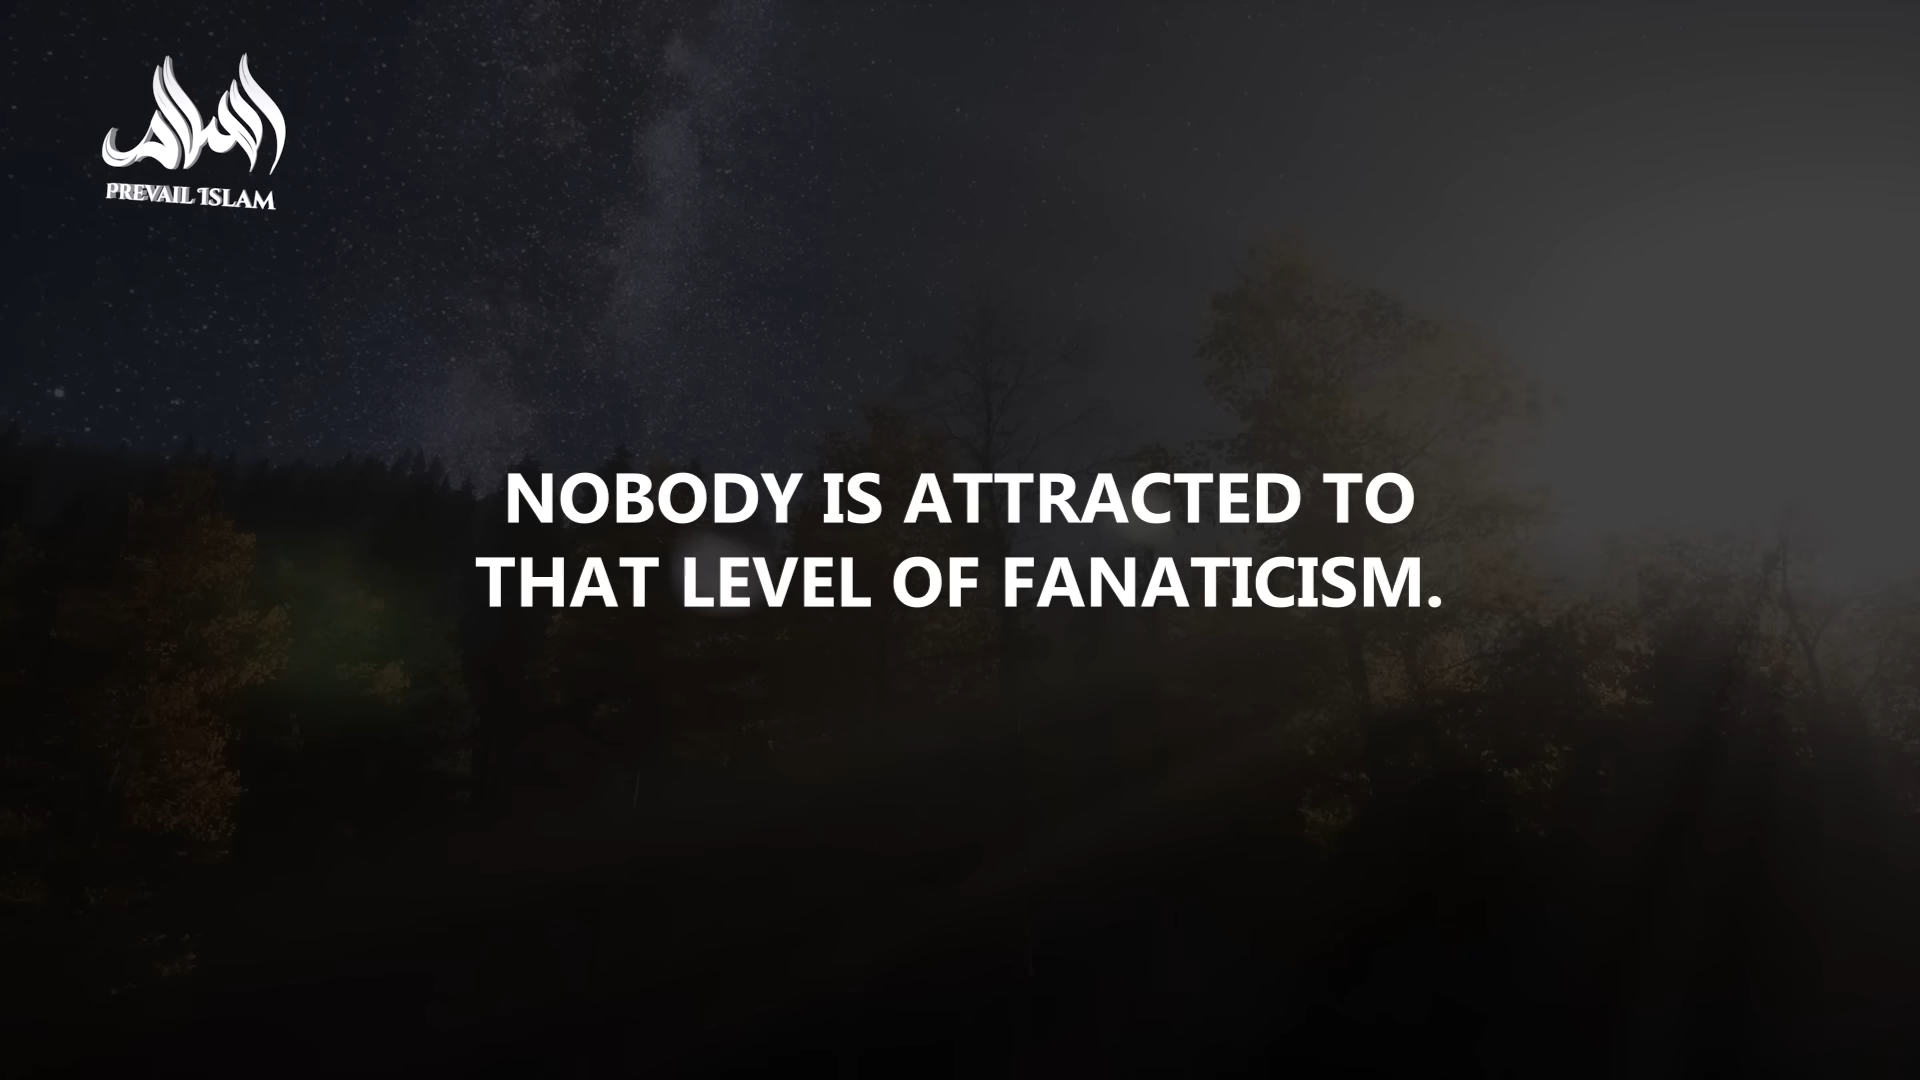 PREVAIL ISLAM
NOBODY IS ATTRACTED TO
THAT LEVEL OF FANATICISM.